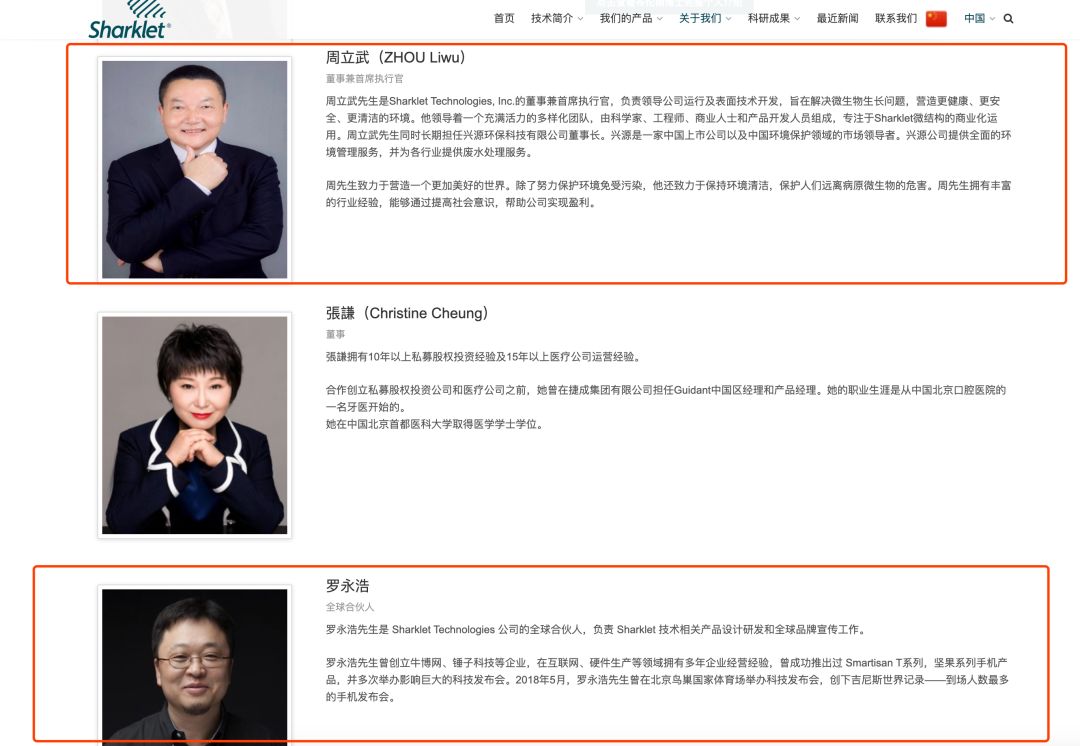 Sharklet®
首页 技术简介 我们的产品 关于我们 科研成果 最近新闻 联系我们 中国
周立武（ZHOU Liwu）
董事兼首席执行官
周立武先生是Sharklet Technologies, Inc.的董事兼首席执行官，负责领导公司运行及表面技术开发，旨在解决微生物生长问题，营造更健康、更安
全、更清洁的环境。他领导着一个充满活力的多样化团队，由科学家、工程师、商业人士和产品开发人员组成，专注于Sharklet微结构的商业化运
用。周立武先生同时长期担任兴源环保科技有限公司董事长。兴源是一家中国上市公司以及中国环境保护领域的市场领导者。兴源公司提供全面的环
境管理服务，并为各行业提供废水处理服务。
周先生致力于营造一个更加美好的世界。除了努力保护环境免受污染，他还致力于保持环境清洁，保护人们远离病原微生物的危害。周先生拥有丰富
的行业经验，能够通过提高社会意识，帮助公司实现盈利。
張謙（Christine Cheung）
董事
張謙拥有10年以上私募股权投资经验及15年以上医疗公司运营经验。
合作创立私募股权投资公司和医疗公司之前，她曾在捷成集团有限公司担任Guidant中国区经理和产品经理。她的职业生涯是从中国北京口腔医院的
一名牙医开始的。
她在中国北京首都医科大学取得医学学士学位。
罗永浩
全球合伙人
罗永浩先生是 Sharklet Technologies 公司的全球合伙人，负责 Sharklet 技术相关产品设计研发和全球品牌宣传工作。
罗永浩先生曾创立牛博网、锤子科技等企业，在互联网、硬件生产等领域拥有多年企业经营经验，曾成功推出过 Smartisan T系列，坚果系列手机产
品，并多次举办影响巨大的科技发布会。2018年5月，罗永浩先生曾在北京鸟巢国家体育场举办科技发布会，创下吉尼斯世界记录——到场人数最多
的手机发布会。